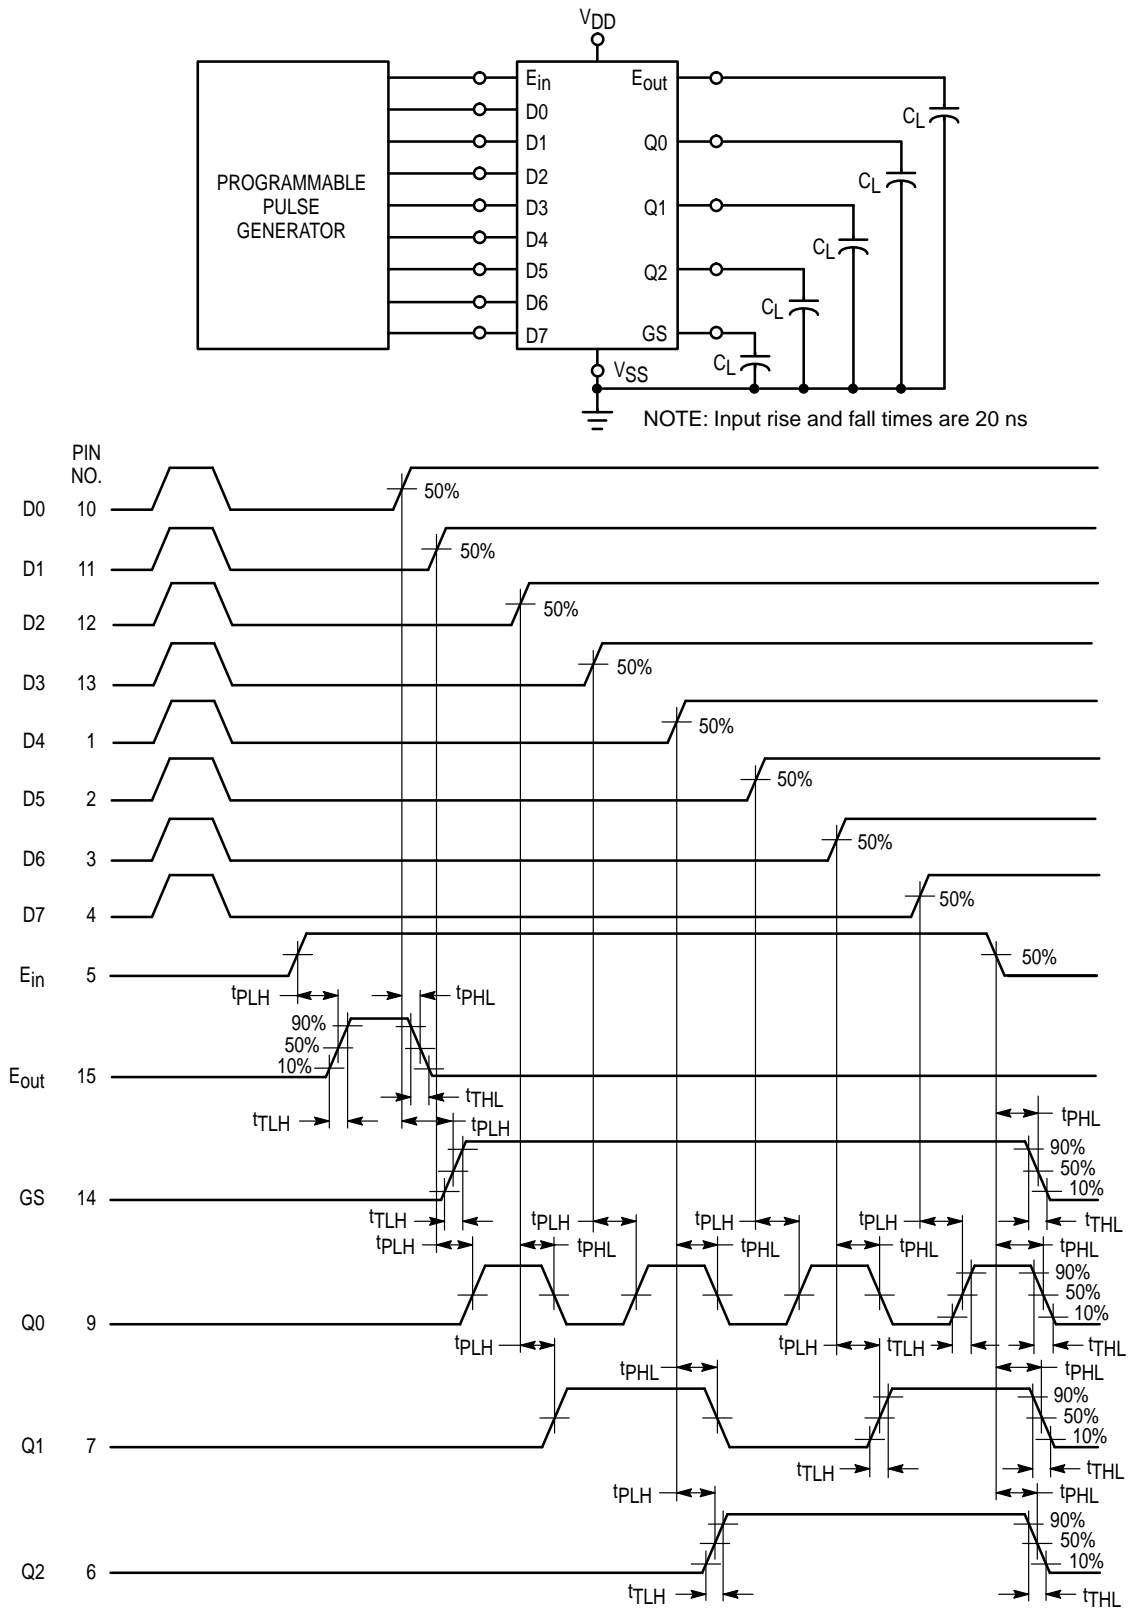 VDD
Ein Eout
D0
D1 Q0
D2
D3 Q1
D4
D5 Q2
D6
D7 GS
PROGRAMMABLE
PULSE
GENERATOR
CL
CL
CL
CL
CL
VSS
NOTE: Input rise and fall times are 20 ns
PIN
NO.
D0 10 50%
D1 11 50%
D2 12 50%
D3 13 50%
D4 1 50%
D5 2 50%
D6 3 50%
D7 4 50%
Ein 5 50%
tPLH tPHL
90%
50%
10%
Eout 15
tTHL
tTLH tPLH tPHL
90%
50%
10%
GS 14
tTLH tPLH tPLH tPLH tTHL
tPLH tPHL tPHL tPHL tPHL
90%
50%
10%
Q0 9
tPLH tPLH tTLH tTHL
tPHL tPHL
90%
50%
10%
Q1 7
tTLH tTHL
tPLH tPHL
90%
50%
10%
Q2 6
tTLH tTHL